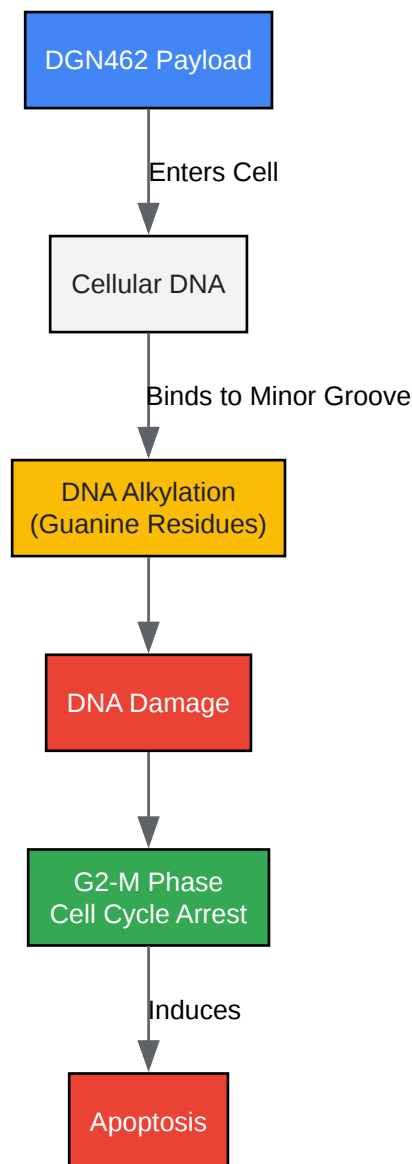 DGN462 Payload
Enters Cell
Cellular DNA
Binds to Minor Groove
DNA Alkylation
(Guanine Residues)
DNA Damage
G2-M Phase
Cell Cycle Arrest
Induces
Apoptosis